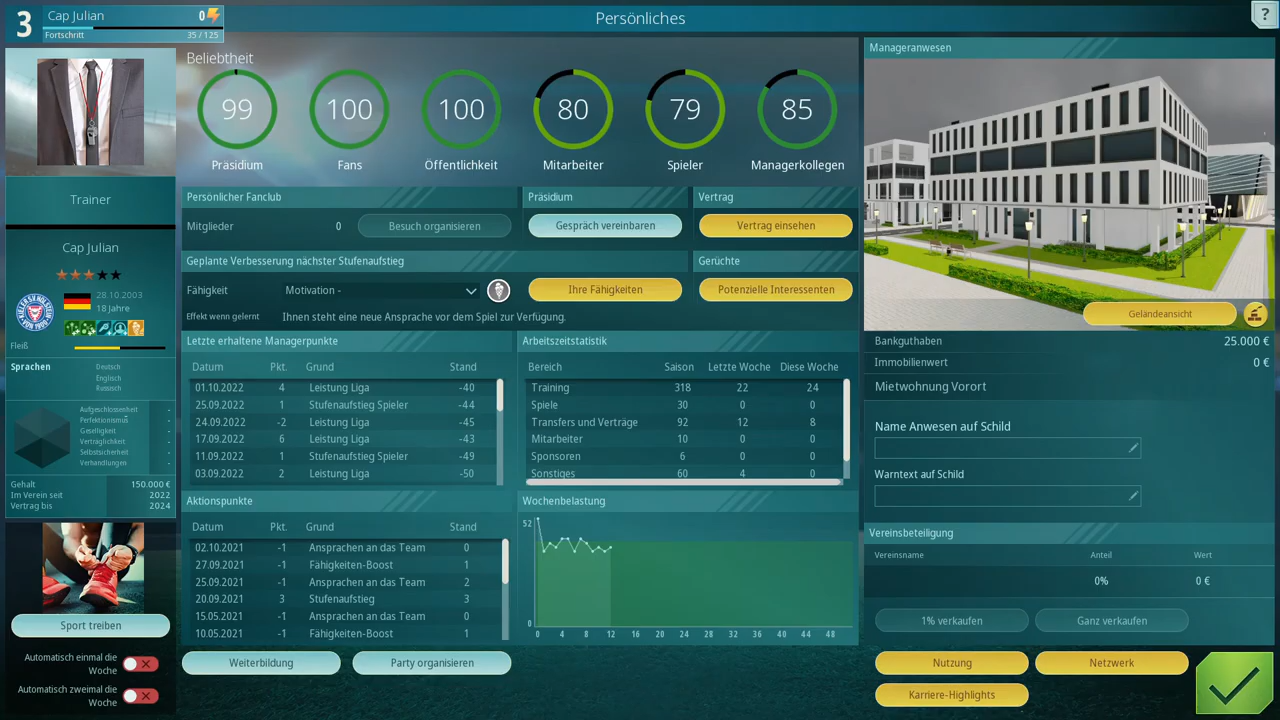 3
Cap Julian
0
Fortschritt
35 / 125
Persönliches
?
Beliebtheit
99
100
100
80
79
85
Präsidium
Fans
Öffentlichkeit
Mitarbeiter
Spieler
Managerkollegen
Trainer
Cap Julian
28.10.2003
18 Jahre
Fleiß
Sprachen
Deutsch
Englisch
Russisch
Aufgeschlossenheit -
Perfektionismus -
Geselligkeit -
Verträglichkeit -
Selbstsicherheit -
Verhandlungen -
Gehalt 150.000 €
Im Verein seit 2022
Vertrag bis 2024
Sport treiben
Automatisch einmal die Woche
Automatisch zweimal die Woche
Persönlicher Fanclub
Mitglieder 0
Besuch organisieren
Präsidium
Gespräch vereinbaren
Vertrag
Vertrag einsehen
Geplante Verbesserung nächster Stufenaufstieg
Fähigkeit
Motivation -
Ihre Fähigkeiten
Gerüchte
Potenzielle Interessenten
Effekt wenn gelernt
Ihnen steht eine neue Ansprache vor dem Spiel zur Verfügung.
Letzte erhaltene Managerpunkte
Datum Pkt. Grund Stand
01.10.2022 4 Leistung Liga -40
25.09.2022 1 Stufenaufstieg Spieler -44
24.09.2022 -2 Leistung Liga -45
17.09.2022 6 Leistung Liga -43
11.09.2022 1 Stufenaufstieg Spieler -49
03.09.2022 2 Leistung Liga -50
Arbeitszeitstatistik
Bereich Saison Letzte Woche Diese Woche
Training 318 22 24
Spiele 30 0 0
Transfers und Verträge 92 12 8
Mitarbeiter 10 0 0
Sponsoren 6 0 0
Sonstiges 60 4 0
Aktionspunkte
Datum Pkt. Grund Stand
02.10.2021 -1 Ansprachen an das Team 0
27.09.2021 -1 Fähigkeiten-Boost 1
25.09.2021 -1 Ansprachen an das Team 2
20.09.2021 3 Stufenaufstieg 3
15.05.2021 -1 Ansprachen an das Team 0
10.05.2021 -1 Fähigkeiten-Boost 1
Wochenbelastung
52
0
0 4 8 12 16 20 24 28 32 36 40 44 48
Weiterbildung
Party organisieren
Manageranwesen
Geländeansicht
Bankguthaben 25.000 €
Immobilienwert 0 €
Mietwohnung Vorort
Name Anwesen auf Schild
Warntext auf Schild
Vereinsbeteiligung
Vereinsname Anteil Wert
0% 0 €
1% verkaufen
Ganz verkaufen
Nutzung
Netzwerk
Karriere-Highlights